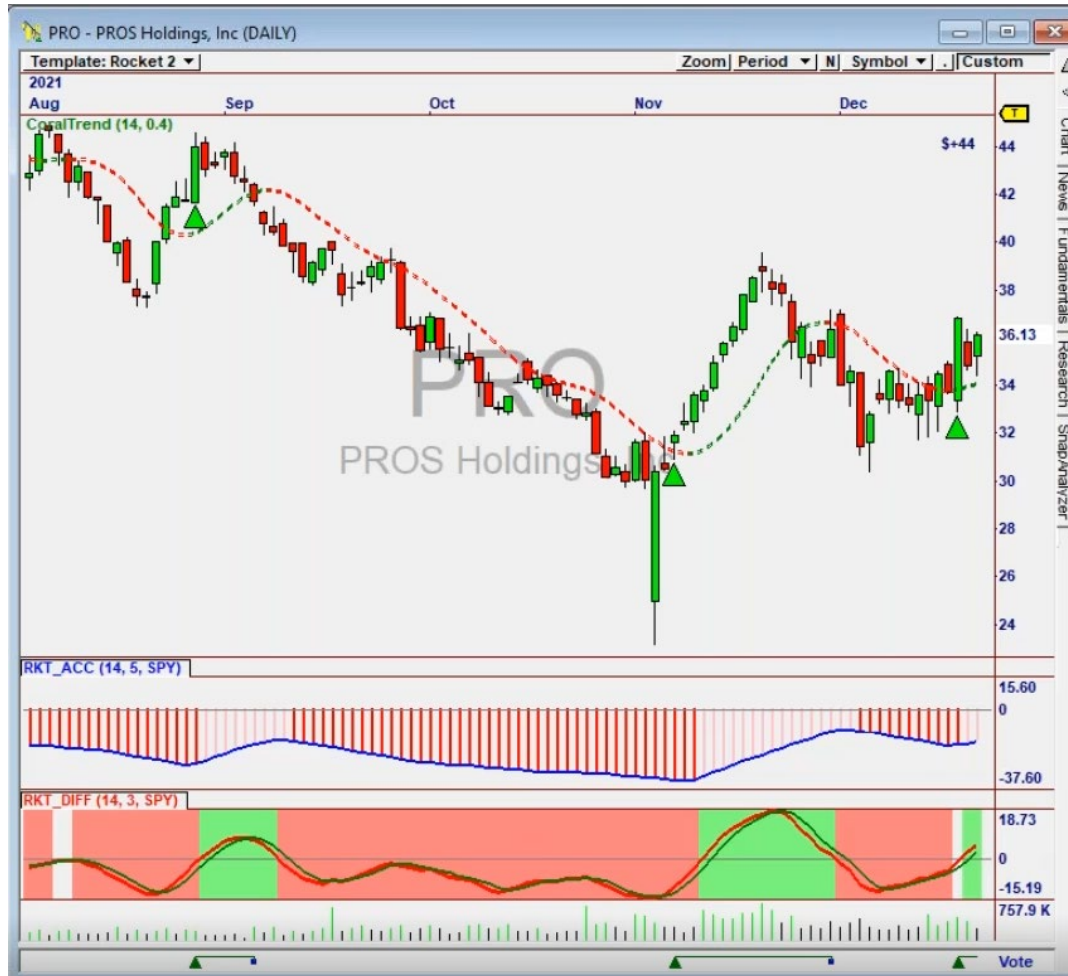 PRO - PROS Holdings, Inc (DAILY)
Template: Rocket 2
Zoom Period N Symbol . Custom
2021
Aug Sep Oct Nov Dec
CoralTrend (14, 0.4)
T
$+44
44
42
40
38
36.13
34
32
30
28
26
24
PRO
PROS Holdings, Inc
Chart | News | Fundamentals | Research | SnapAnalyzer |
RKT_ACC (14, 5, SPY)
15.60
0
-37.60
RKT_DIFF (14, 3, SPY)
18.73
0
-15.19
757.9 K
Vote